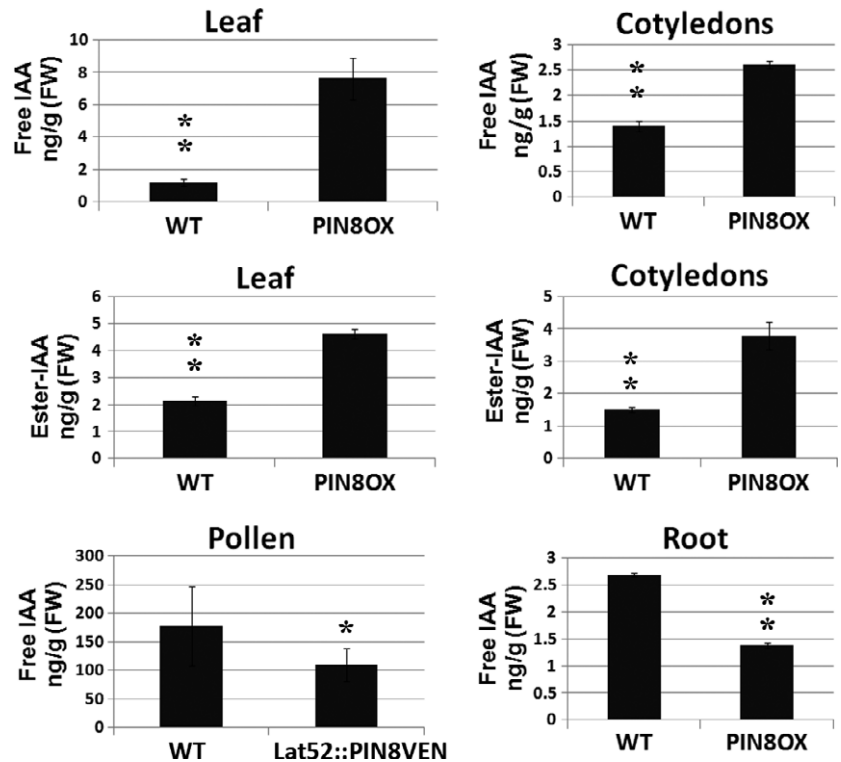 Leaf
Free IAA
ng/g (FW)
10
8
6
4
2
0
*
*
WT PIN8OX
Cotyledons
Free IAA
ng/g (FW)
3
2.5
2
1.5
1
0.5
0
*
*
WT PIN8OX
Leaf
Ester-IAA
ng/g (FW)
6
5
4
3
2
1
0
*
*
WT PIN8OX
Cotyledons
Ester-IAA
ng/g (FW)
5
4
3
2
1
0
*
*
WT PIN8OX
Pollen
Free IAA
ng/g (FW)
300
250
200
150
100
50
0
*
WT Lat52::PIN8VEN
Root
Free IAA
ng/g (FW)
3
2.5
2
1.5
1
0.5
0
*
*
WT PIN8OX